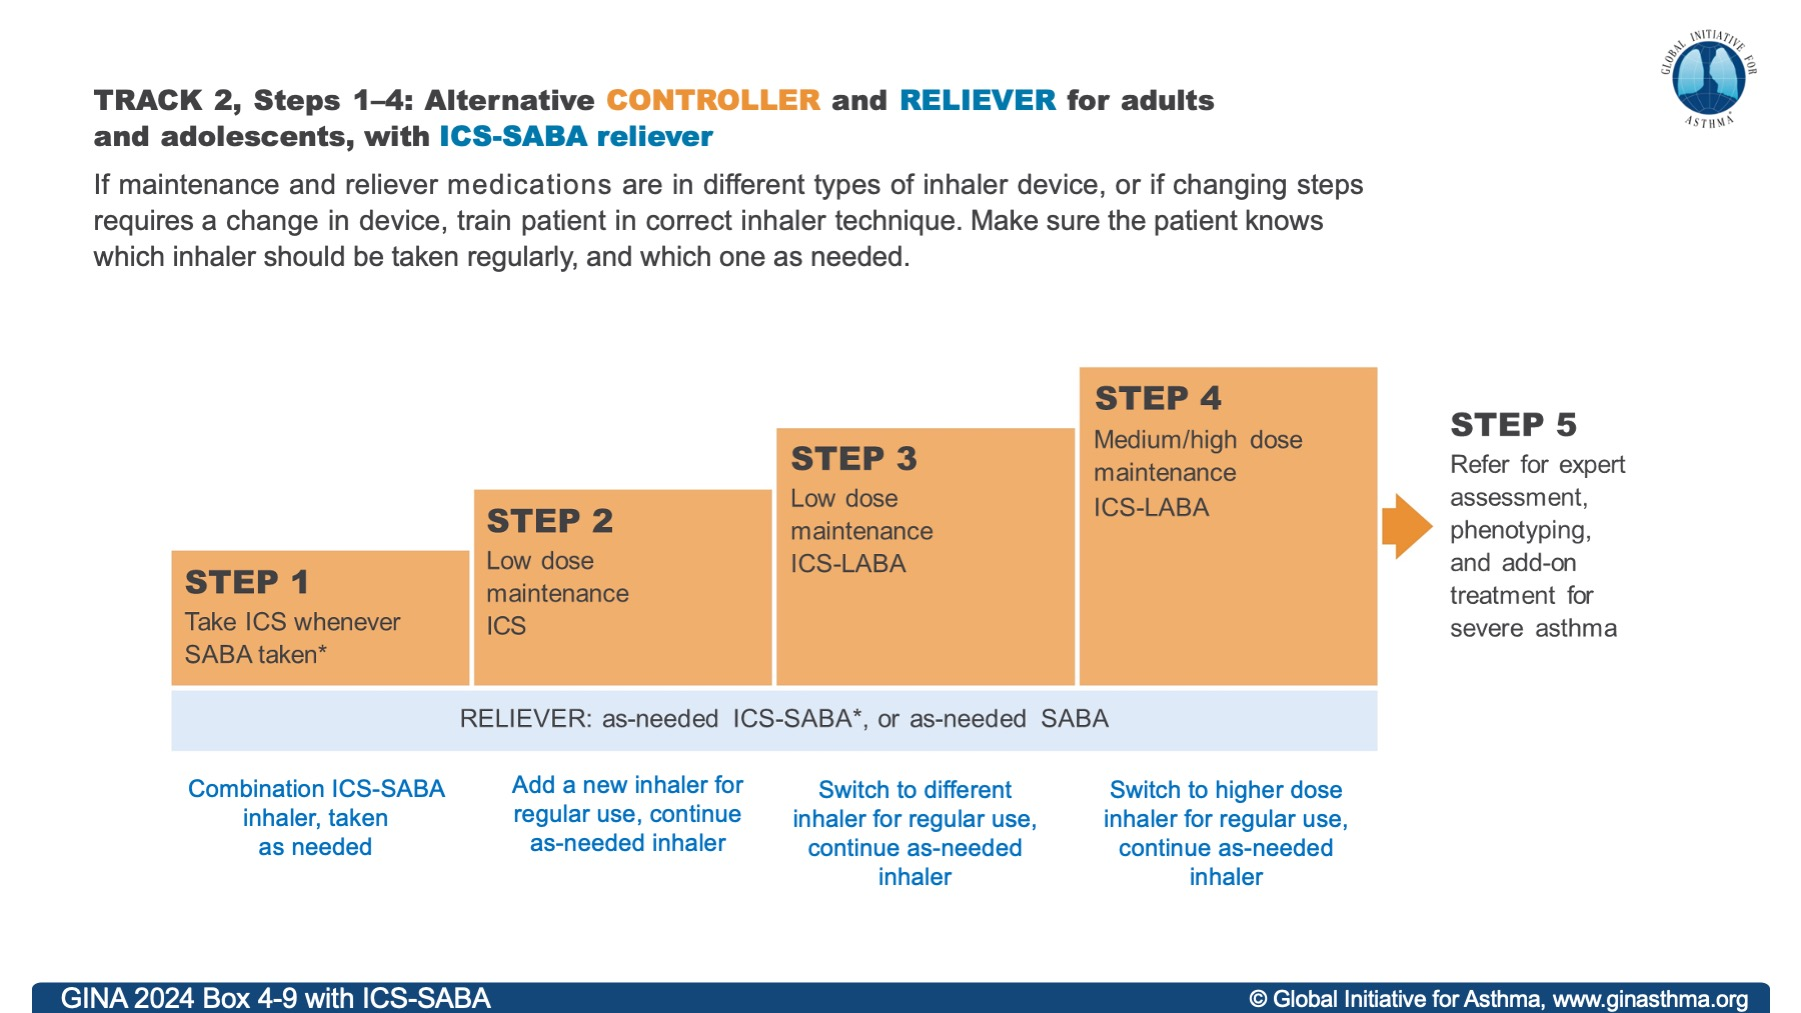 GLOBAL INITIATIVE FOR
ASTHMA
TRACK 2, Steps 1–4: Alternative CONTROLLER and RELIEVER for adults
and adolescents, with ICS-SABA reliever
If maintenance and reliever medications are in different types of inhaler device, or if changing steps
requires a change in device, train patient in correct inhaler technique. Make sure the patient knows
which inhaler should be taken regularly, and which one as needed.
STEP 1
Take ICS whenever
SABA taken*
STEP 2
Low dose
maintenance
ICS
STEP 3
Low dose
maintenance
ICS-LABA
STEP 4
Medium/high dose
maintenance
ICS-LABA
STEP 5
Refer for expert
assessment,
phenotyping,
and add-on
treatment for
severe asthma
RELIEVER: as-needed ICS-SABA*, or as-needed SABA
Combination ICS-SABA
inhaler, taken
as needed
Add a new inhaler for
regular use, continue
as-needed inhaler
Switch to different
inhaler for regular use,
continue as-needed
inhaler
Switch to higher dose
inhaler for regular use,
continue as-needed
inhaler
GINA 2024 Box 4-9 with ICS-SABA
© Global Initiative for Asthma, www.ginasthma.org